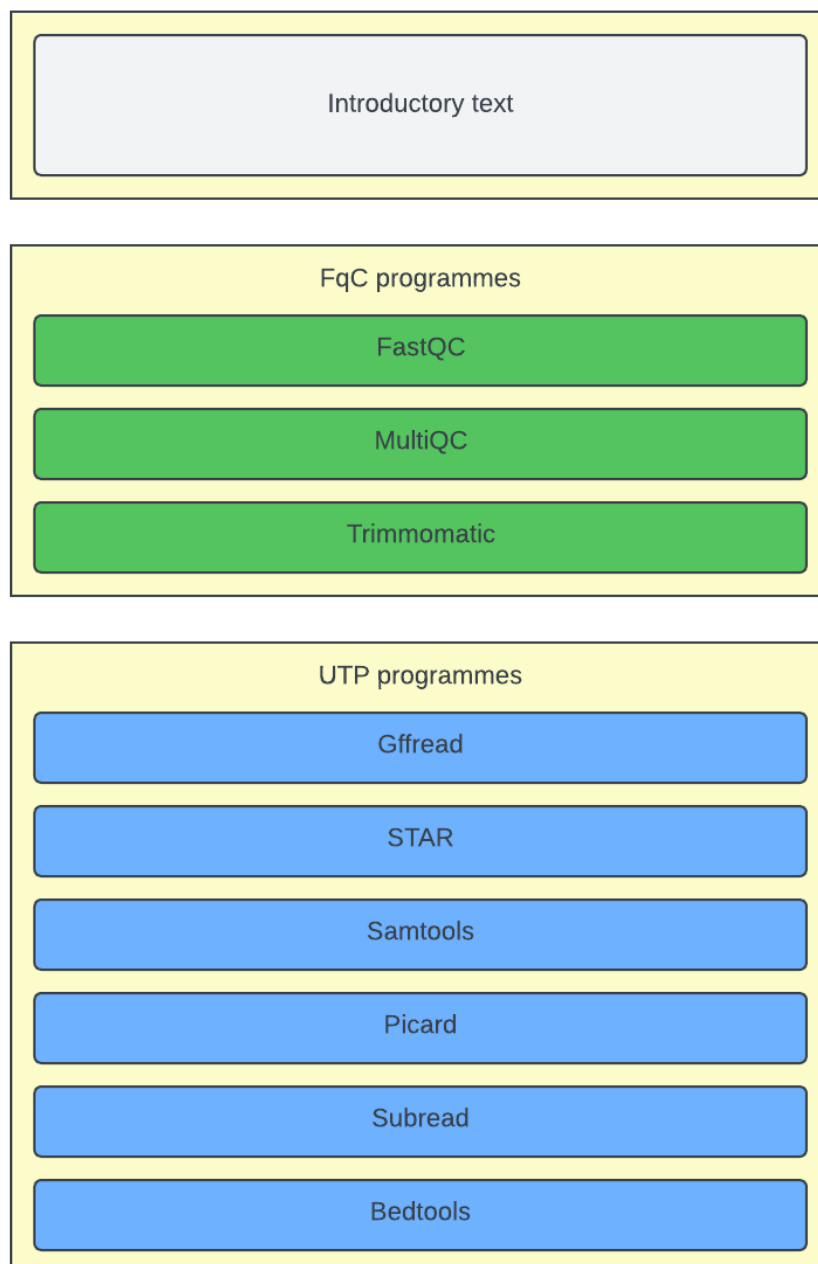 Introductory text
FqC programmes
FastQC
MultiQC
Trimmomatic
UTP programmes
Gffread
STAR
Samtools
Picard
Subread
Bedtools